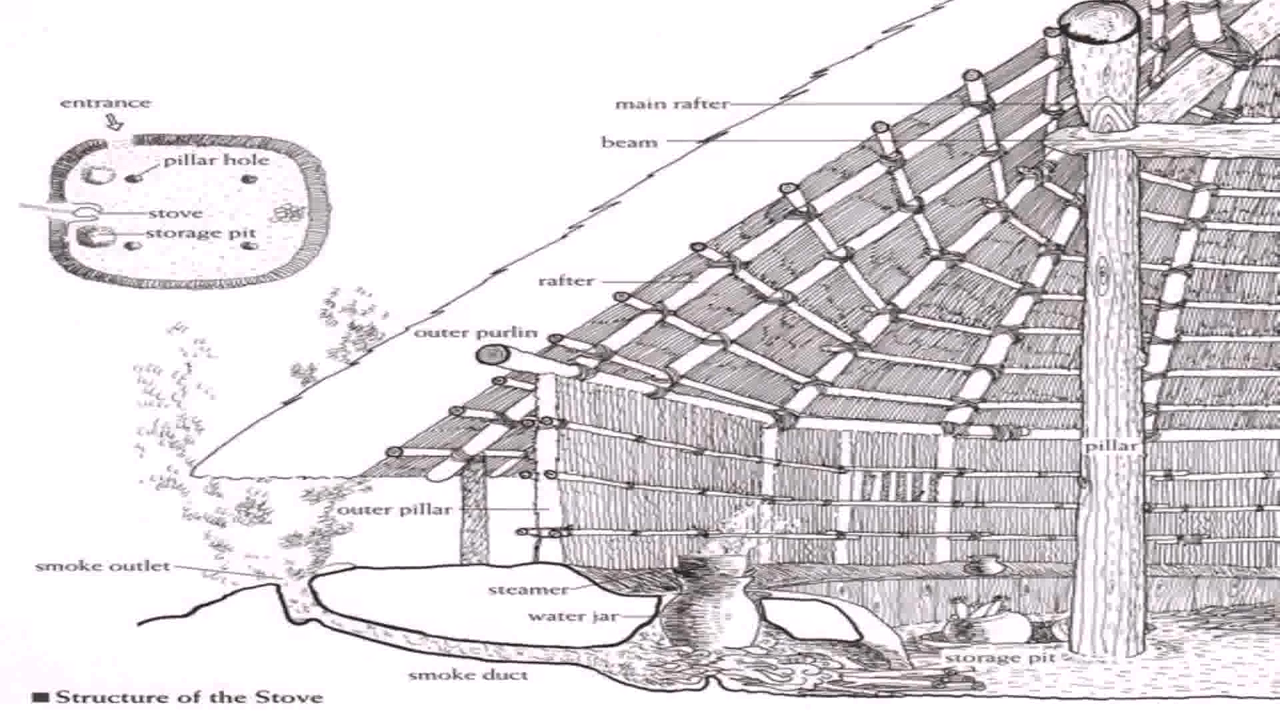 entrance
pillar hole
stove
storage pit
main rafter
beam
rafter
outer purlin
pillar
outer pillar
smoke outlet
steamer
water jar
storage pit
smoke duct
■ Structure of the Stove